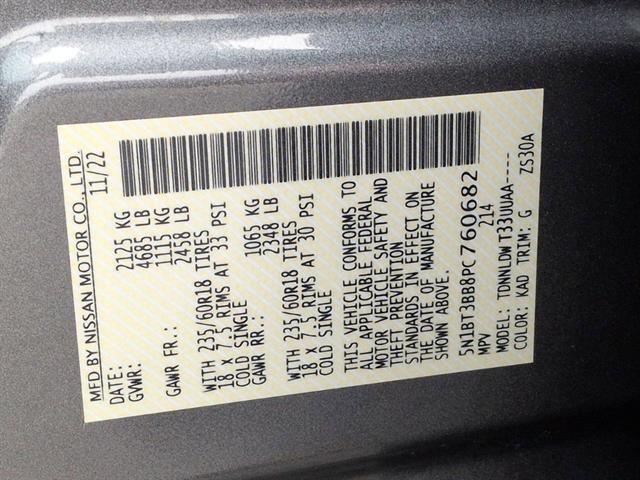 MFD BY NISSAN MOTOR CO., LTD.
DATE: 11/22
GVWR: 2125 KG
4685 LB
GAWR FR.: 1115 KG
2458 LB
WITH 235/60R18 TIRES
18 x 7.5 RIMS AT 33 PSI
COLD SINGLE
GAWR RR.: 1065 KG
2348 LB
WITH 235/60R18 TIRES
18 x 7.5 RIMS AT 30 PSI
COLD SINGLE
THIS VEHICLE CONFORMS TO
ALL APPLICABLE FEDERAL
MOTOR VEHICLE SAFETY AND
THEFT PREVENTION
STANDARDS IN EFFECT ON
THE DATE OF MANUFACTURE
SHOWN ABOVE.
5N1BT3BB8PC760682
MPV 214
MODEL: TDNNLDW T33UUAA----
COLOR: KAD TRIM: G ZS30A